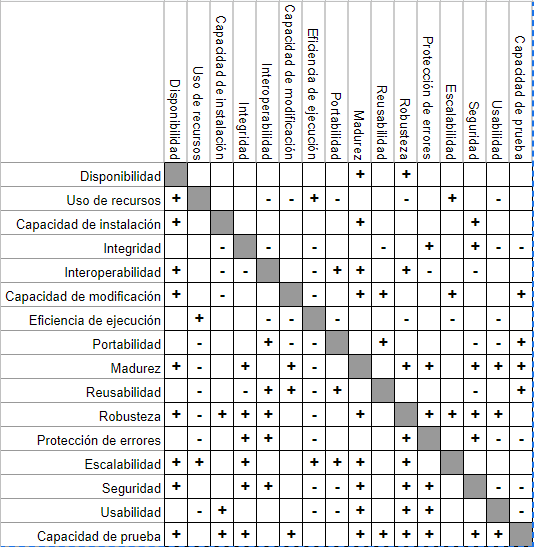 Disponibilidad
Uso de recursos
Capacidad de instalación
Integridad
Interoperabilidad
Capacidad de modificación
Eficiencia de ejecución
Portabilidad
Madurez
Reusabilidad
Robusteza
Protección de errores
Escalabilidad
Seguridad
Usabilidad
Capacidad de prueba
Disponibilidad + +
Uso de recursos + - - + - - + -
Capacidad de instalación + + +
Integridad - - - - + + - -
Interoperabilidad + - - - + + + - -
Capacidad de modificación + - - + + + +
Eficiencia de ejecución + - - - - - -
Portabilidad - + - - + - - +
Madurez + - + + - + + + + +
Reusabilidad - - + + - + - +
Robusteza + - + + + - + + + + +
Protección de errores - + + - + + - -
Escalabilidad + + + + + + +
Seguridad + + + - - + + + - -
Usabilidad - + - - + + + -
Capacidad de prueba + + + + + + + + +